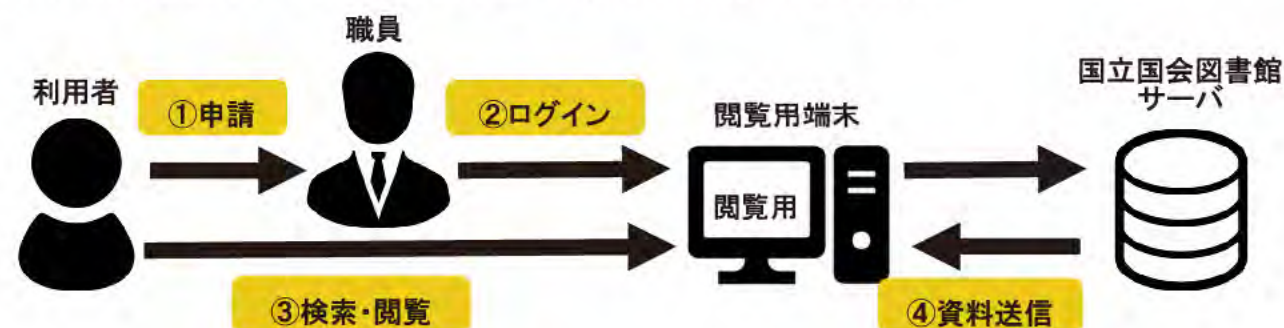 職員
利用者
①申請
②ログイン
閲覧用端末
国立国会図書館
サーバ
閲覧用
③検索・閲覧
④資料送信